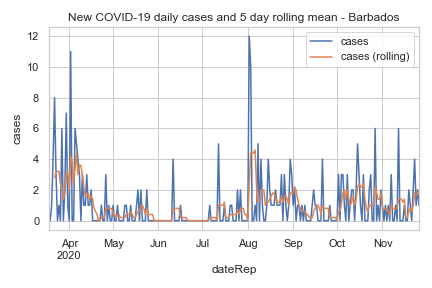 New COVID-19 daily cases and 5 day rolling mean - Barbados
cases
cases (rolling)
12
10
8
6
4
2
0
cases
Apr May Jun Jul Aug Sep Oct Nov
2020
dateRep